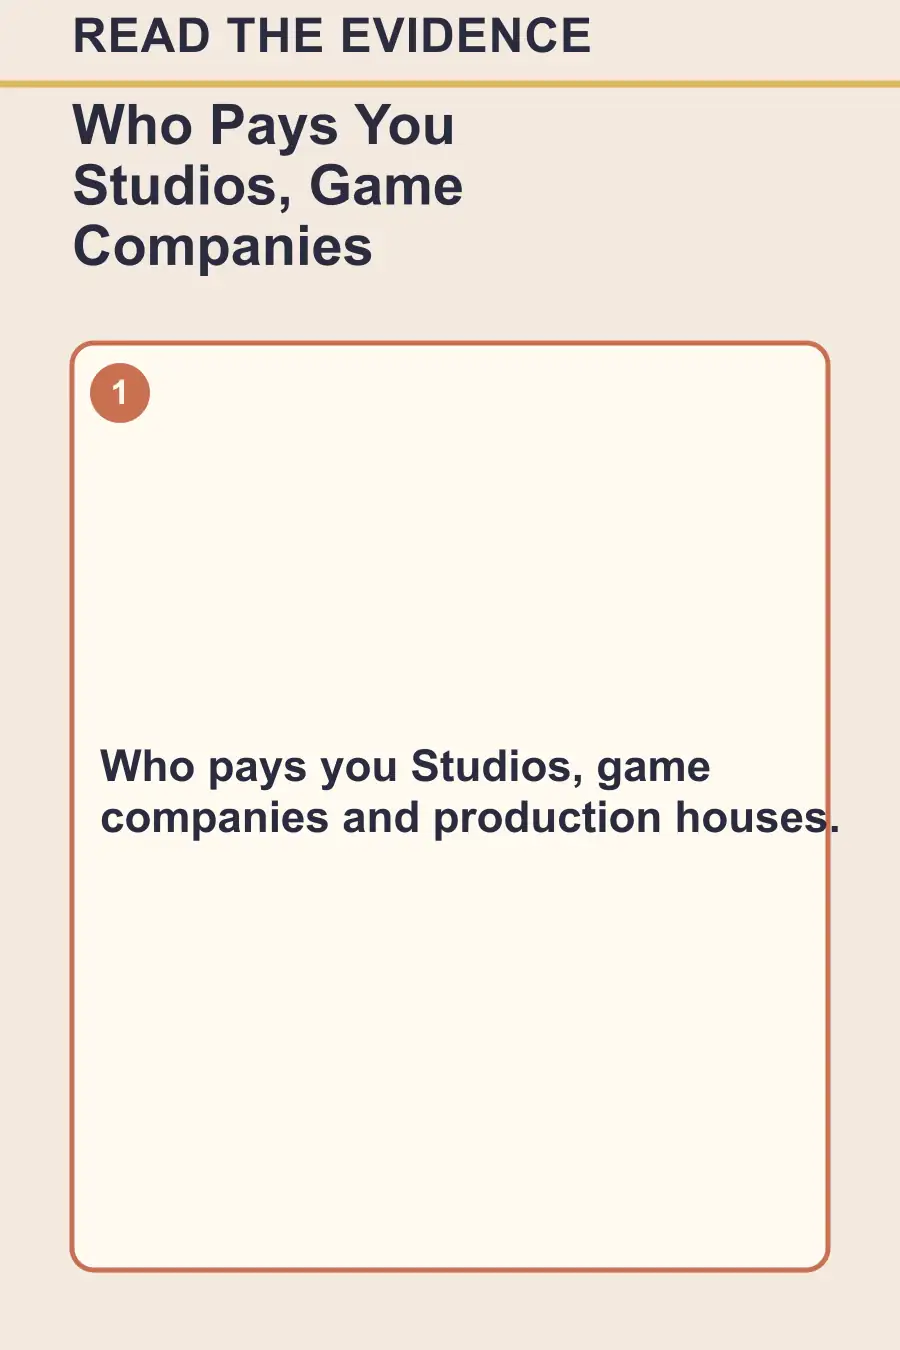 READ THE EVIDENCE
Who Pays You
Studios, Game
Companies
1
Who pays you Studios, game
companies and production houses.